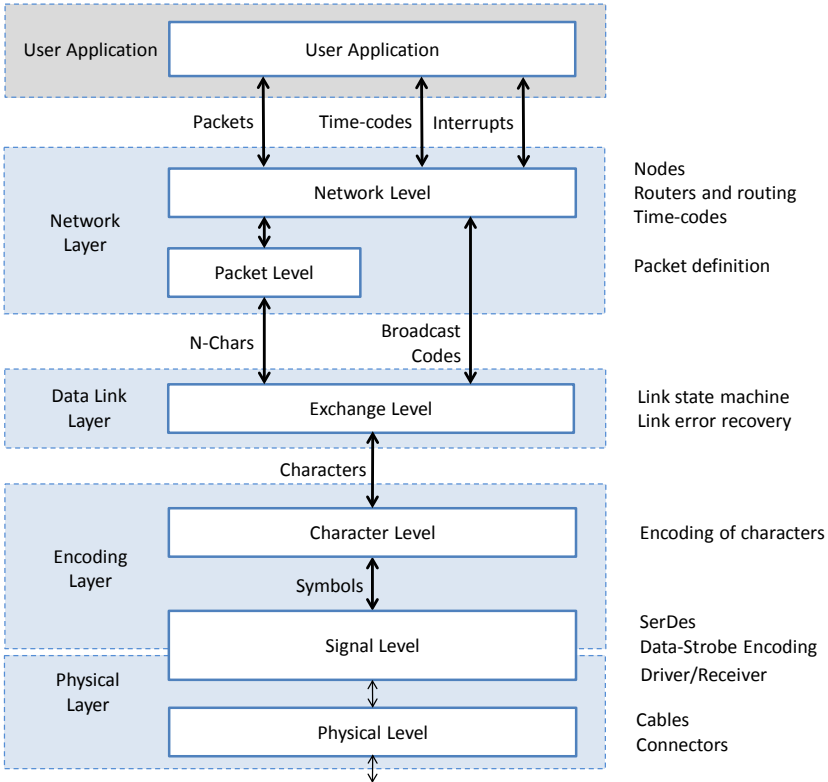 User Application
User Application
Packets
Time-codes
Interrupts
Network
Layer
Network Level
Nodes
Routers and routing
Time-codes
Packet Level
Packet definition
N-Chars
Broadcast
Codes
Data Link
Layer
Exchange Level
Link state machine
Link error recovery
Characters
Encoding
Layer
Character Level
Encoding of characters
Symbols
Signal Level
SerDes
Data-Strobe Encoding
Driver/Receiver
Physical
Layer
Physical Level
Cables
Connectors